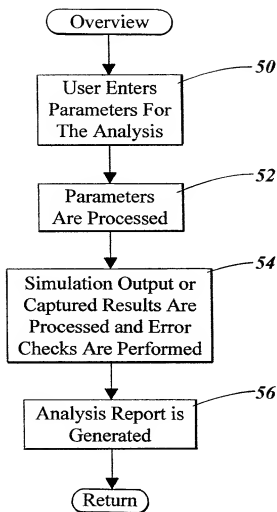 Overview
50
User Enters
Parameters For
The Analysis
52
Parameters
Are Processed
54
Simulation Output or
Captured Results Are
Processed and Error
Checks Are Performed
56
Analysis Report is
Generated
Return